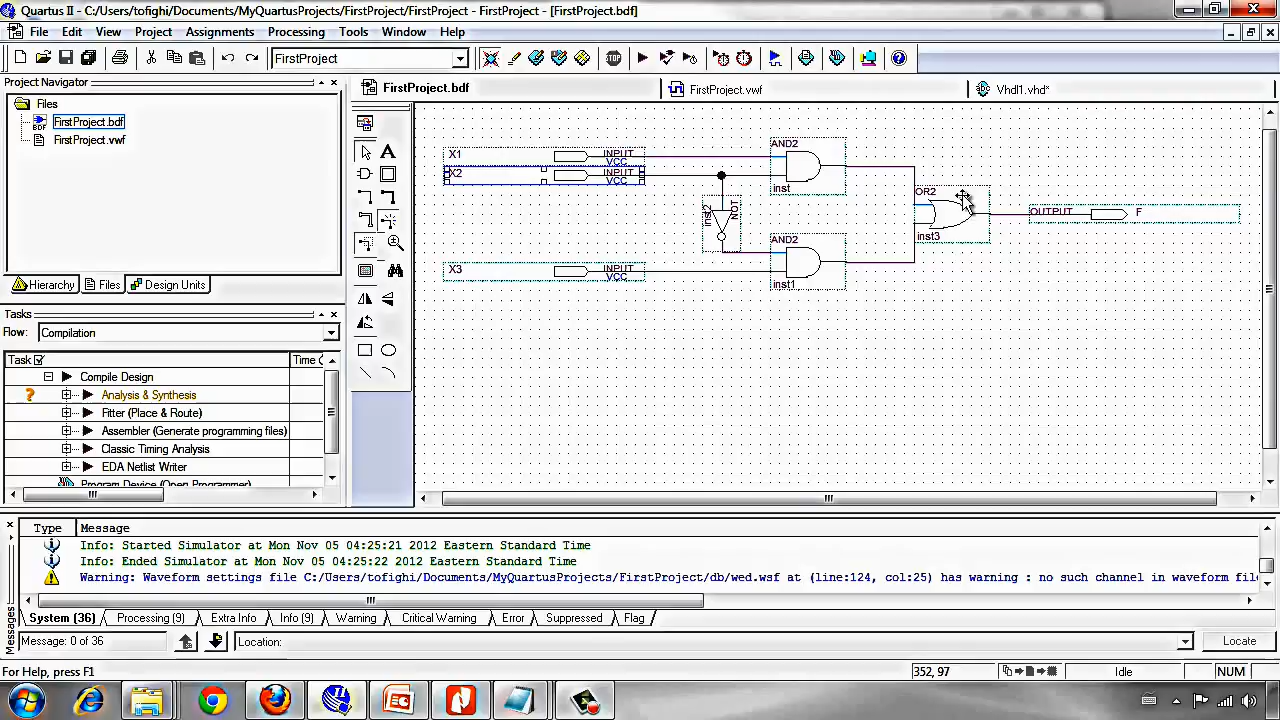 Quartus II - C:/Users/tofighi/Documents/MyQuartusProjects/FirstProject/FirstProject - FirstProject - [FirstProject.bdf]
File Edit View Project Assignments Processing Tools Window Help
FirstProject
Project Navigator
Files
FirstProject.bdf
FirstProject.vwf
Hierarchy Files Design Units
Tasks
Flow: Compilation
Task Time
Compile Design
Analysis & Synthesis
Fitter (Place & Route)
Assembler (Generate programming files)
Classic Timing Analysis
EDA Netlist Writer
Program Device (Open Programmer)
FirstProject.bdf FirstProject.vwf Vhdl1.vhd*
X1 INPUT
VCC
X2 INPUT
VCC
X3 INPUT
VCC
AND2
inst
NOT
inst2
AND2
inst1
OR2
inst3
OUTPUT F
Type Message
Info: Started Simulator at Mon Nov 05 04:25:21 2012 Eastern Standard Time
Info: Ended Simulator at Mon Nov 05 04:25:22 2012 Eastern Standard Time
Warning: Waveform settings file C:/Users/tofighi/Documents/MyQuartusProjects/FirstProject/db/wed.wsf at (line:124, col:25) has warning : no such channel in waveform file
System (36) Processing (9) Extra Info Info (9) Warning Critical Warning Error Suppressed Flag
Messages
Message: 0 of 36 Location: Locate
For Help, press F1 352, 97 Idle NUM